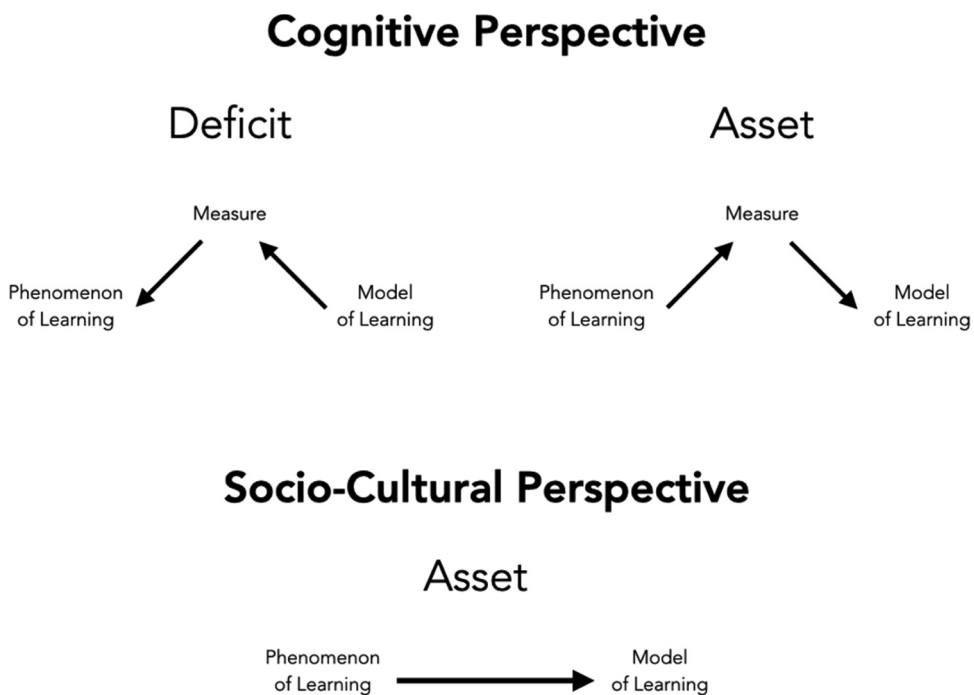 Cognitive Perspective
Deficit
Measure
Phenomenon
of Learning
Model
of Learning
Asset
Measure
Phenomenon
of Learning
Model
of Learning
Socio-Cultural Perspective
Asset
Phenomenon
of Learning
Model
of Learning